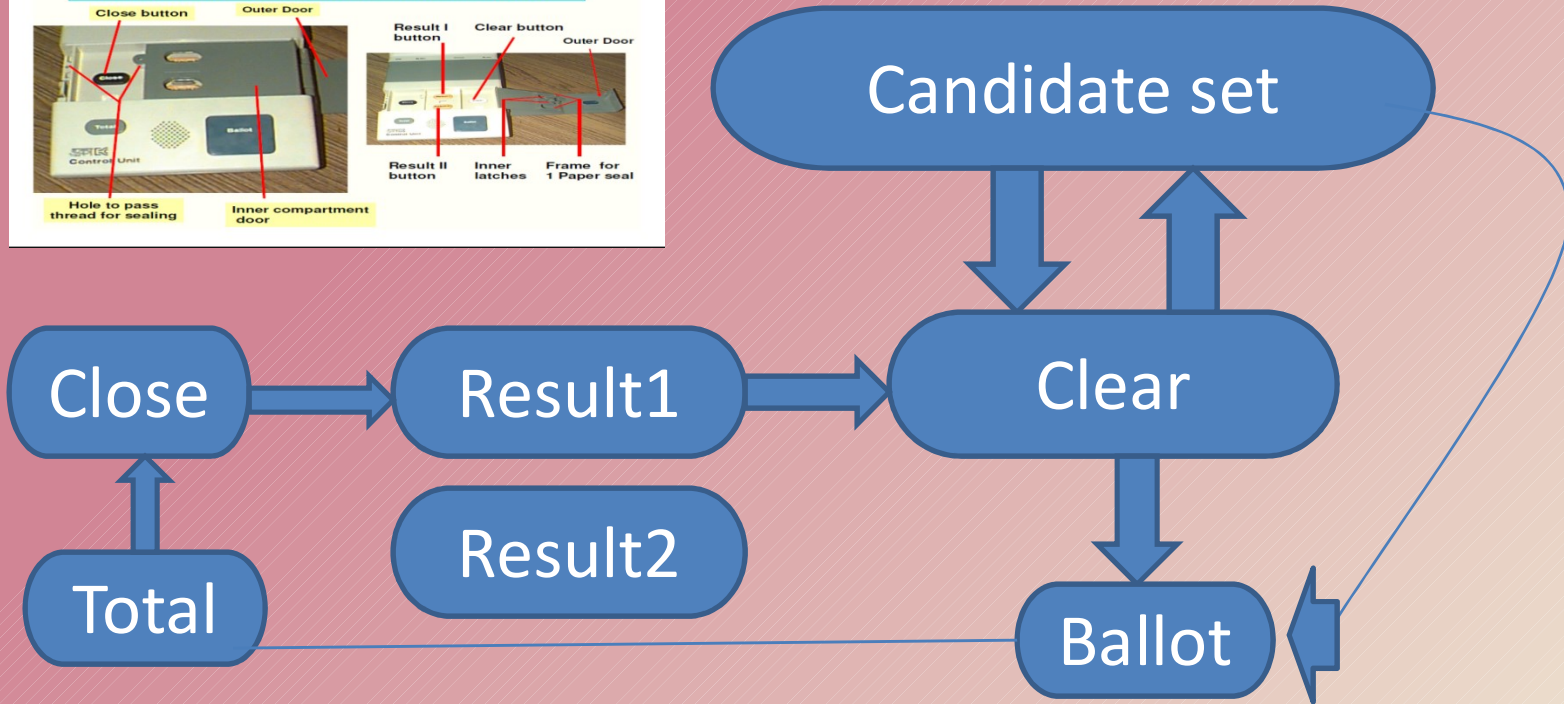 Close button
Outer Door
Result I
button
Clear button
Outer Door
Close
Total
Ballot
Control Unit
Result II
button
Inner
latches
Frame for
1 Paper seal
Hole to pass
thread for sealing
Inner compartment
door
Candidate set
Close
Result1
Clear
Result2
Total
Ballot